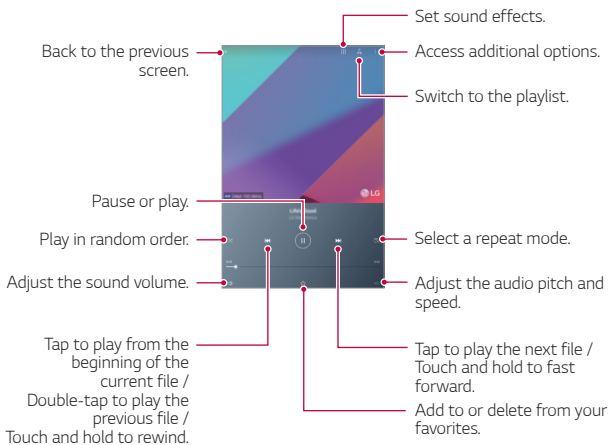 Set sound effects.
Back to the previous
screen.
Access additional options.
Switch to the playlist.
LG
Pause or play.
Play in random order.
Select a repeat mode.
Adjust the sound volume.
Adjust the audio pitch and
speed.
Tap to play from the
beginning of the
current file /
Double-tap to play the
previous file /
Touch and hold to rewind.
Tap to play the next file /
Touch and hold to fast
forward.
Add to or delete from your
favorites.